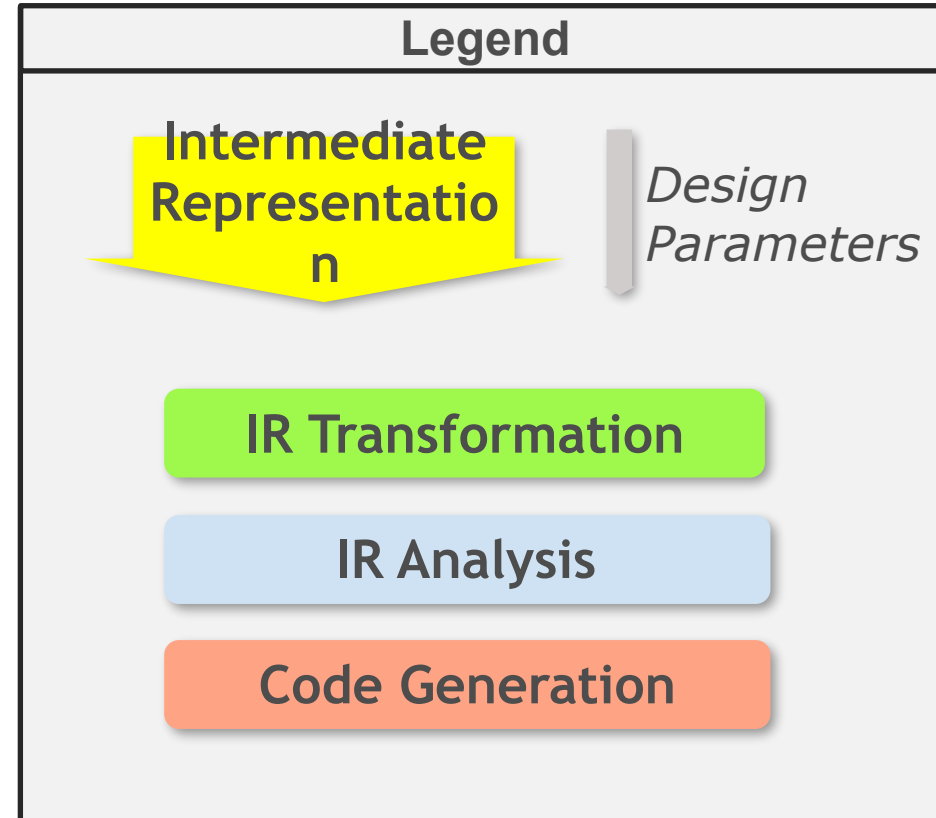 Legend
Intermediate
Representatio
n
Design
Parameters
IR Transformation
IR Analysis
Code Generation